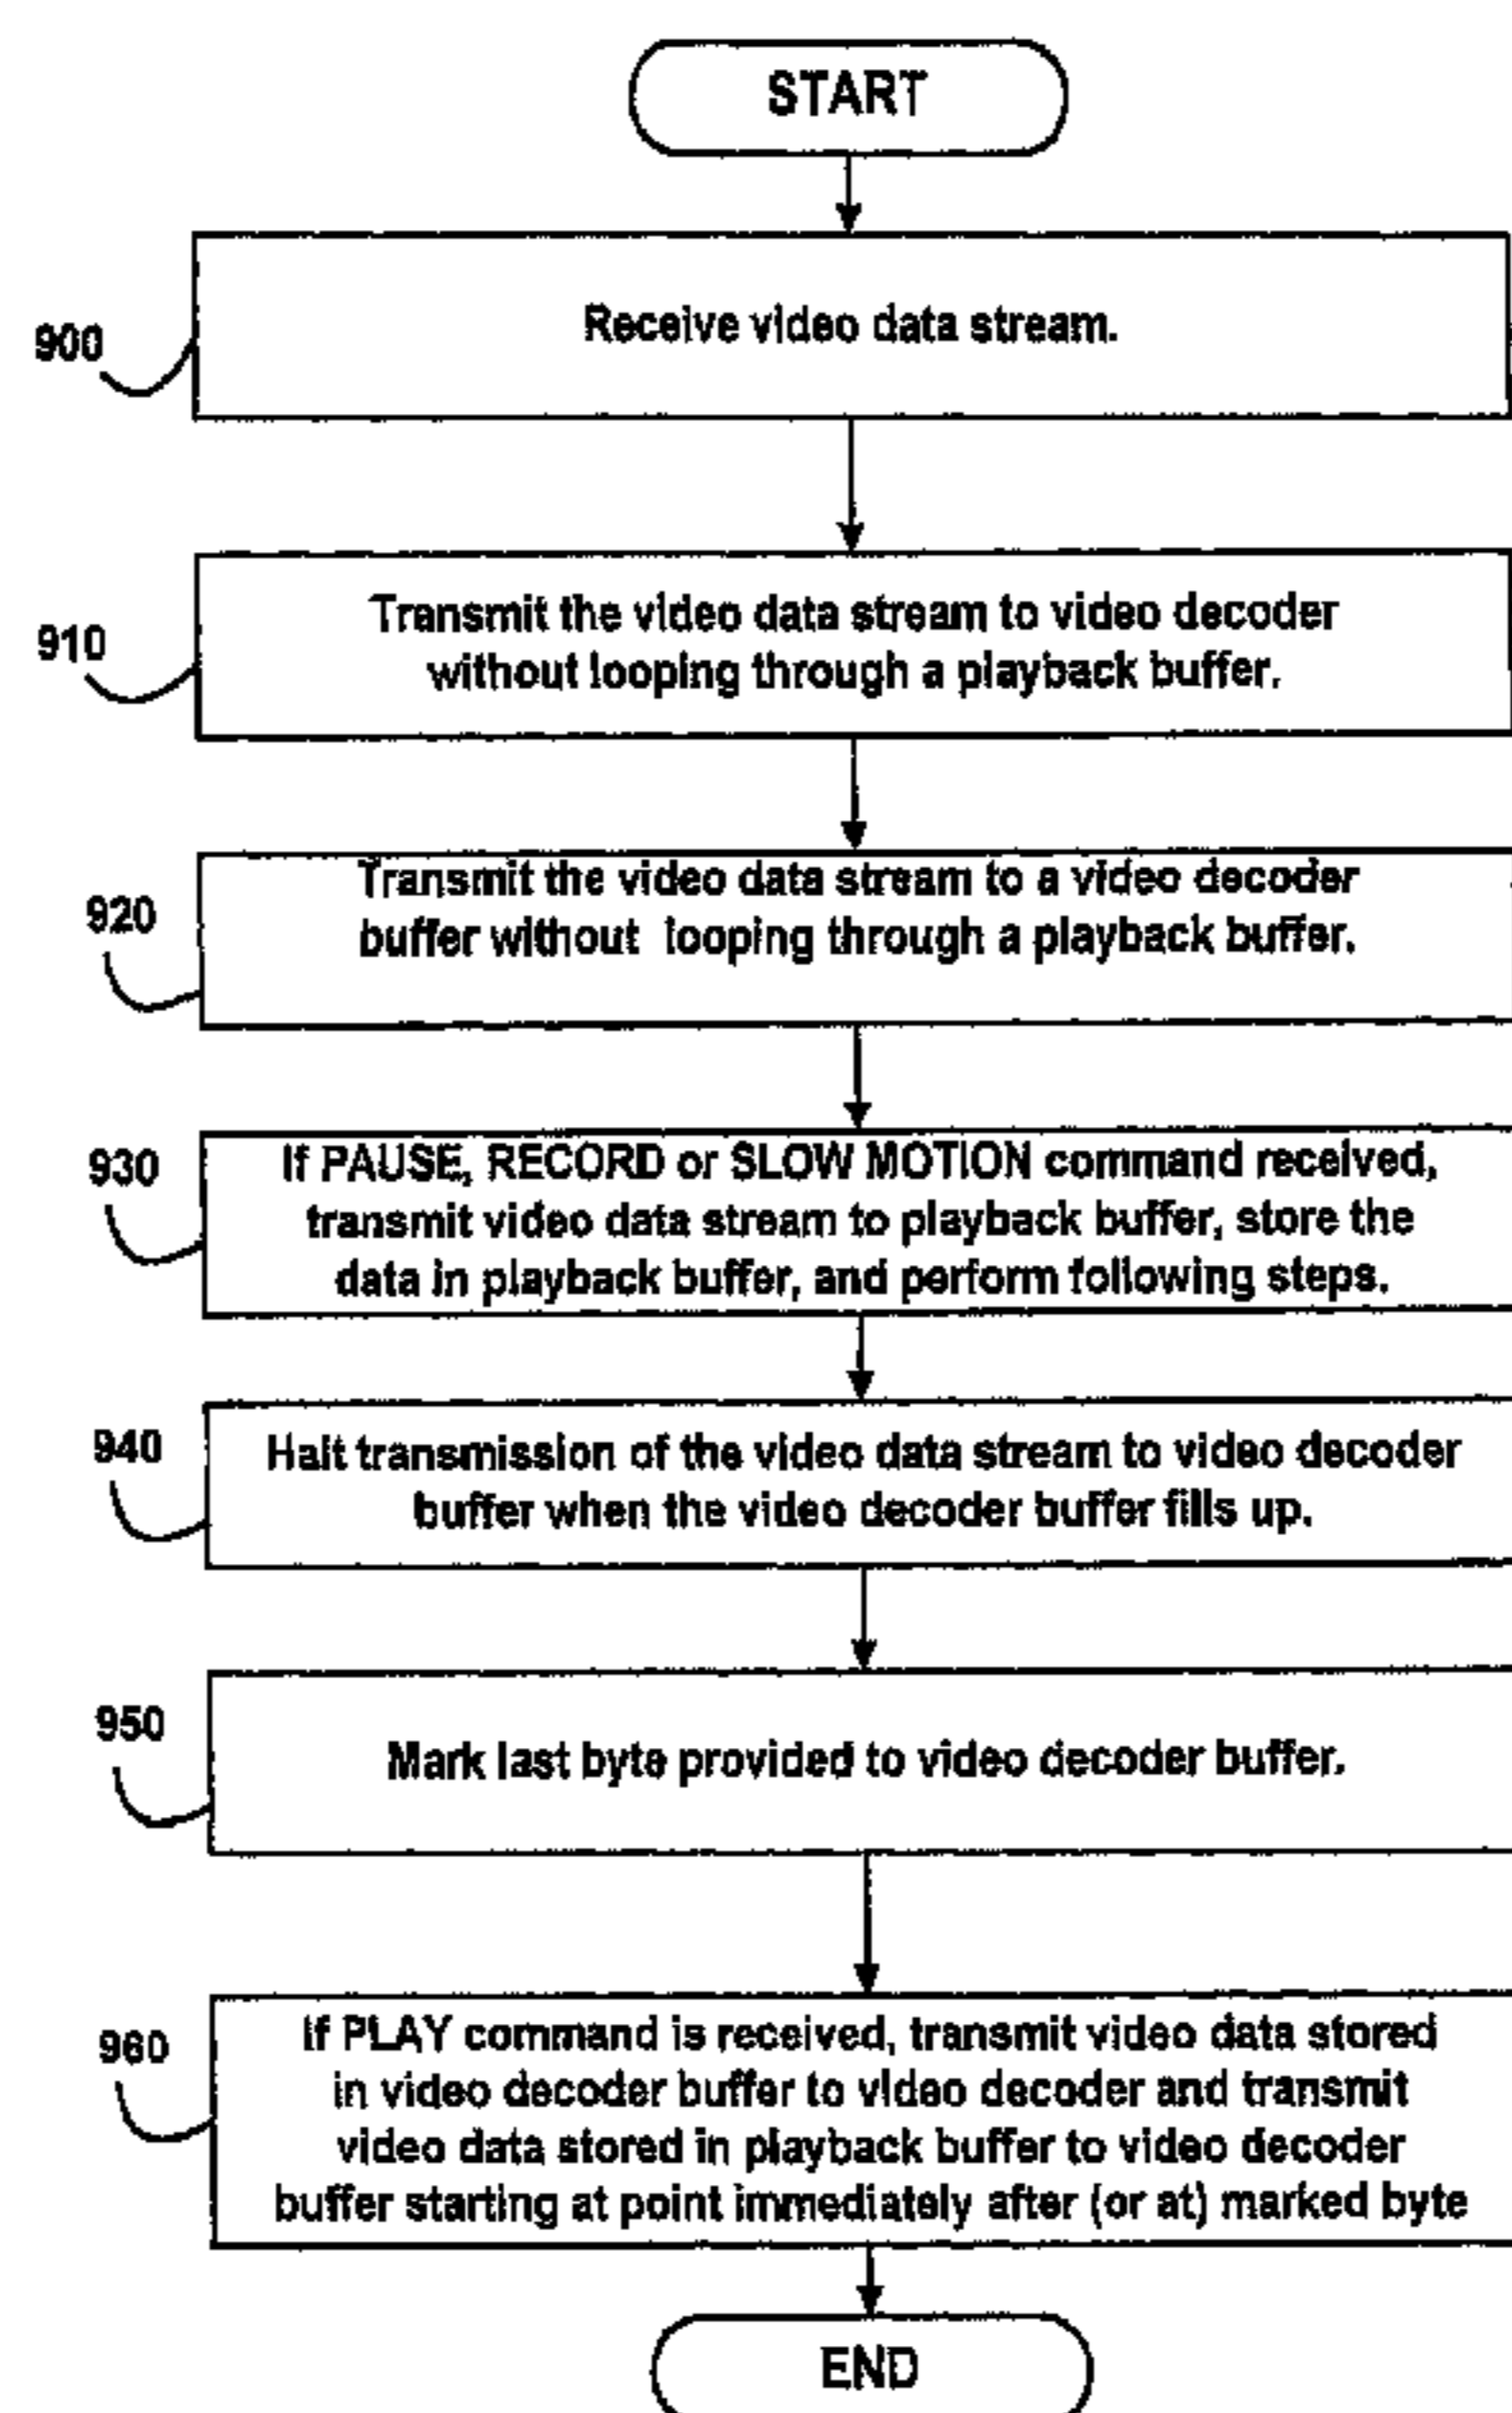 START
900
Receive video data stream.
910
Transmit the video data stream to video decoder
without looping through a playback buffer.
920
Transmit the video data stream to a video decoder
buffer without looping through a playback buffer.
930
If PAUSE, RECORD or SLOW MOTION command received,
transmit video data stream to playback buffer, store the
data in playback buffer, and perform following steps.
940
Halt transmission of the video data stream to video decoder
buffer when the video decoder buffer fills up.
950
Mark last byte provided to video decoder buffer.
960
If PLAY command is received, transmit video data stored
in video decoder buffer to video decoder and transmit
video data stored in playback buffer to video decoder
buffer starting at point immediately after (or at) marked byte
END